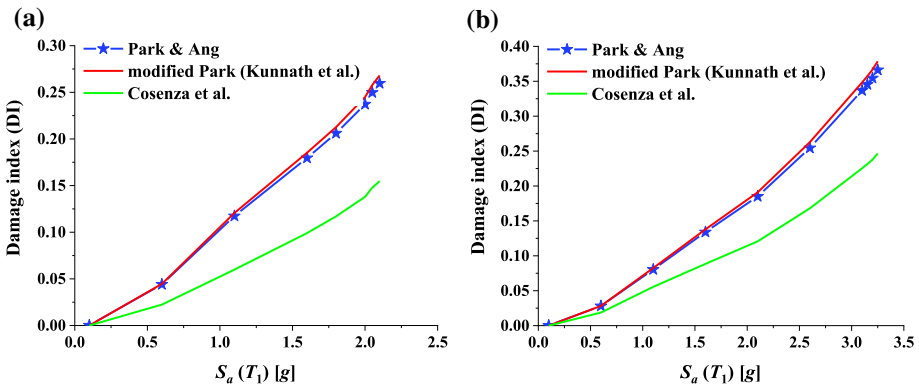 (a)
Damage index (DI)
0.30
0.25
0.20
0.15
0.10
0.05
0.00
Park & Ang
modified Park (Kunnath et al.)
Cosenza et al.
0.0 0.5 1.0 1.5 2.0 2.5
Sa (T1) [g]
(b)
Damage index (DI)
0.40
0.35
0.30
0.25
0.20
0.15
0.10
0.05
0.00
Park & Ang
modified Park (Kunnath et al.)
Cosenza et al.
0.0 0.5 1.0 1.5 2.0 2.5 3.0 3.5
Sa (T1) [g]